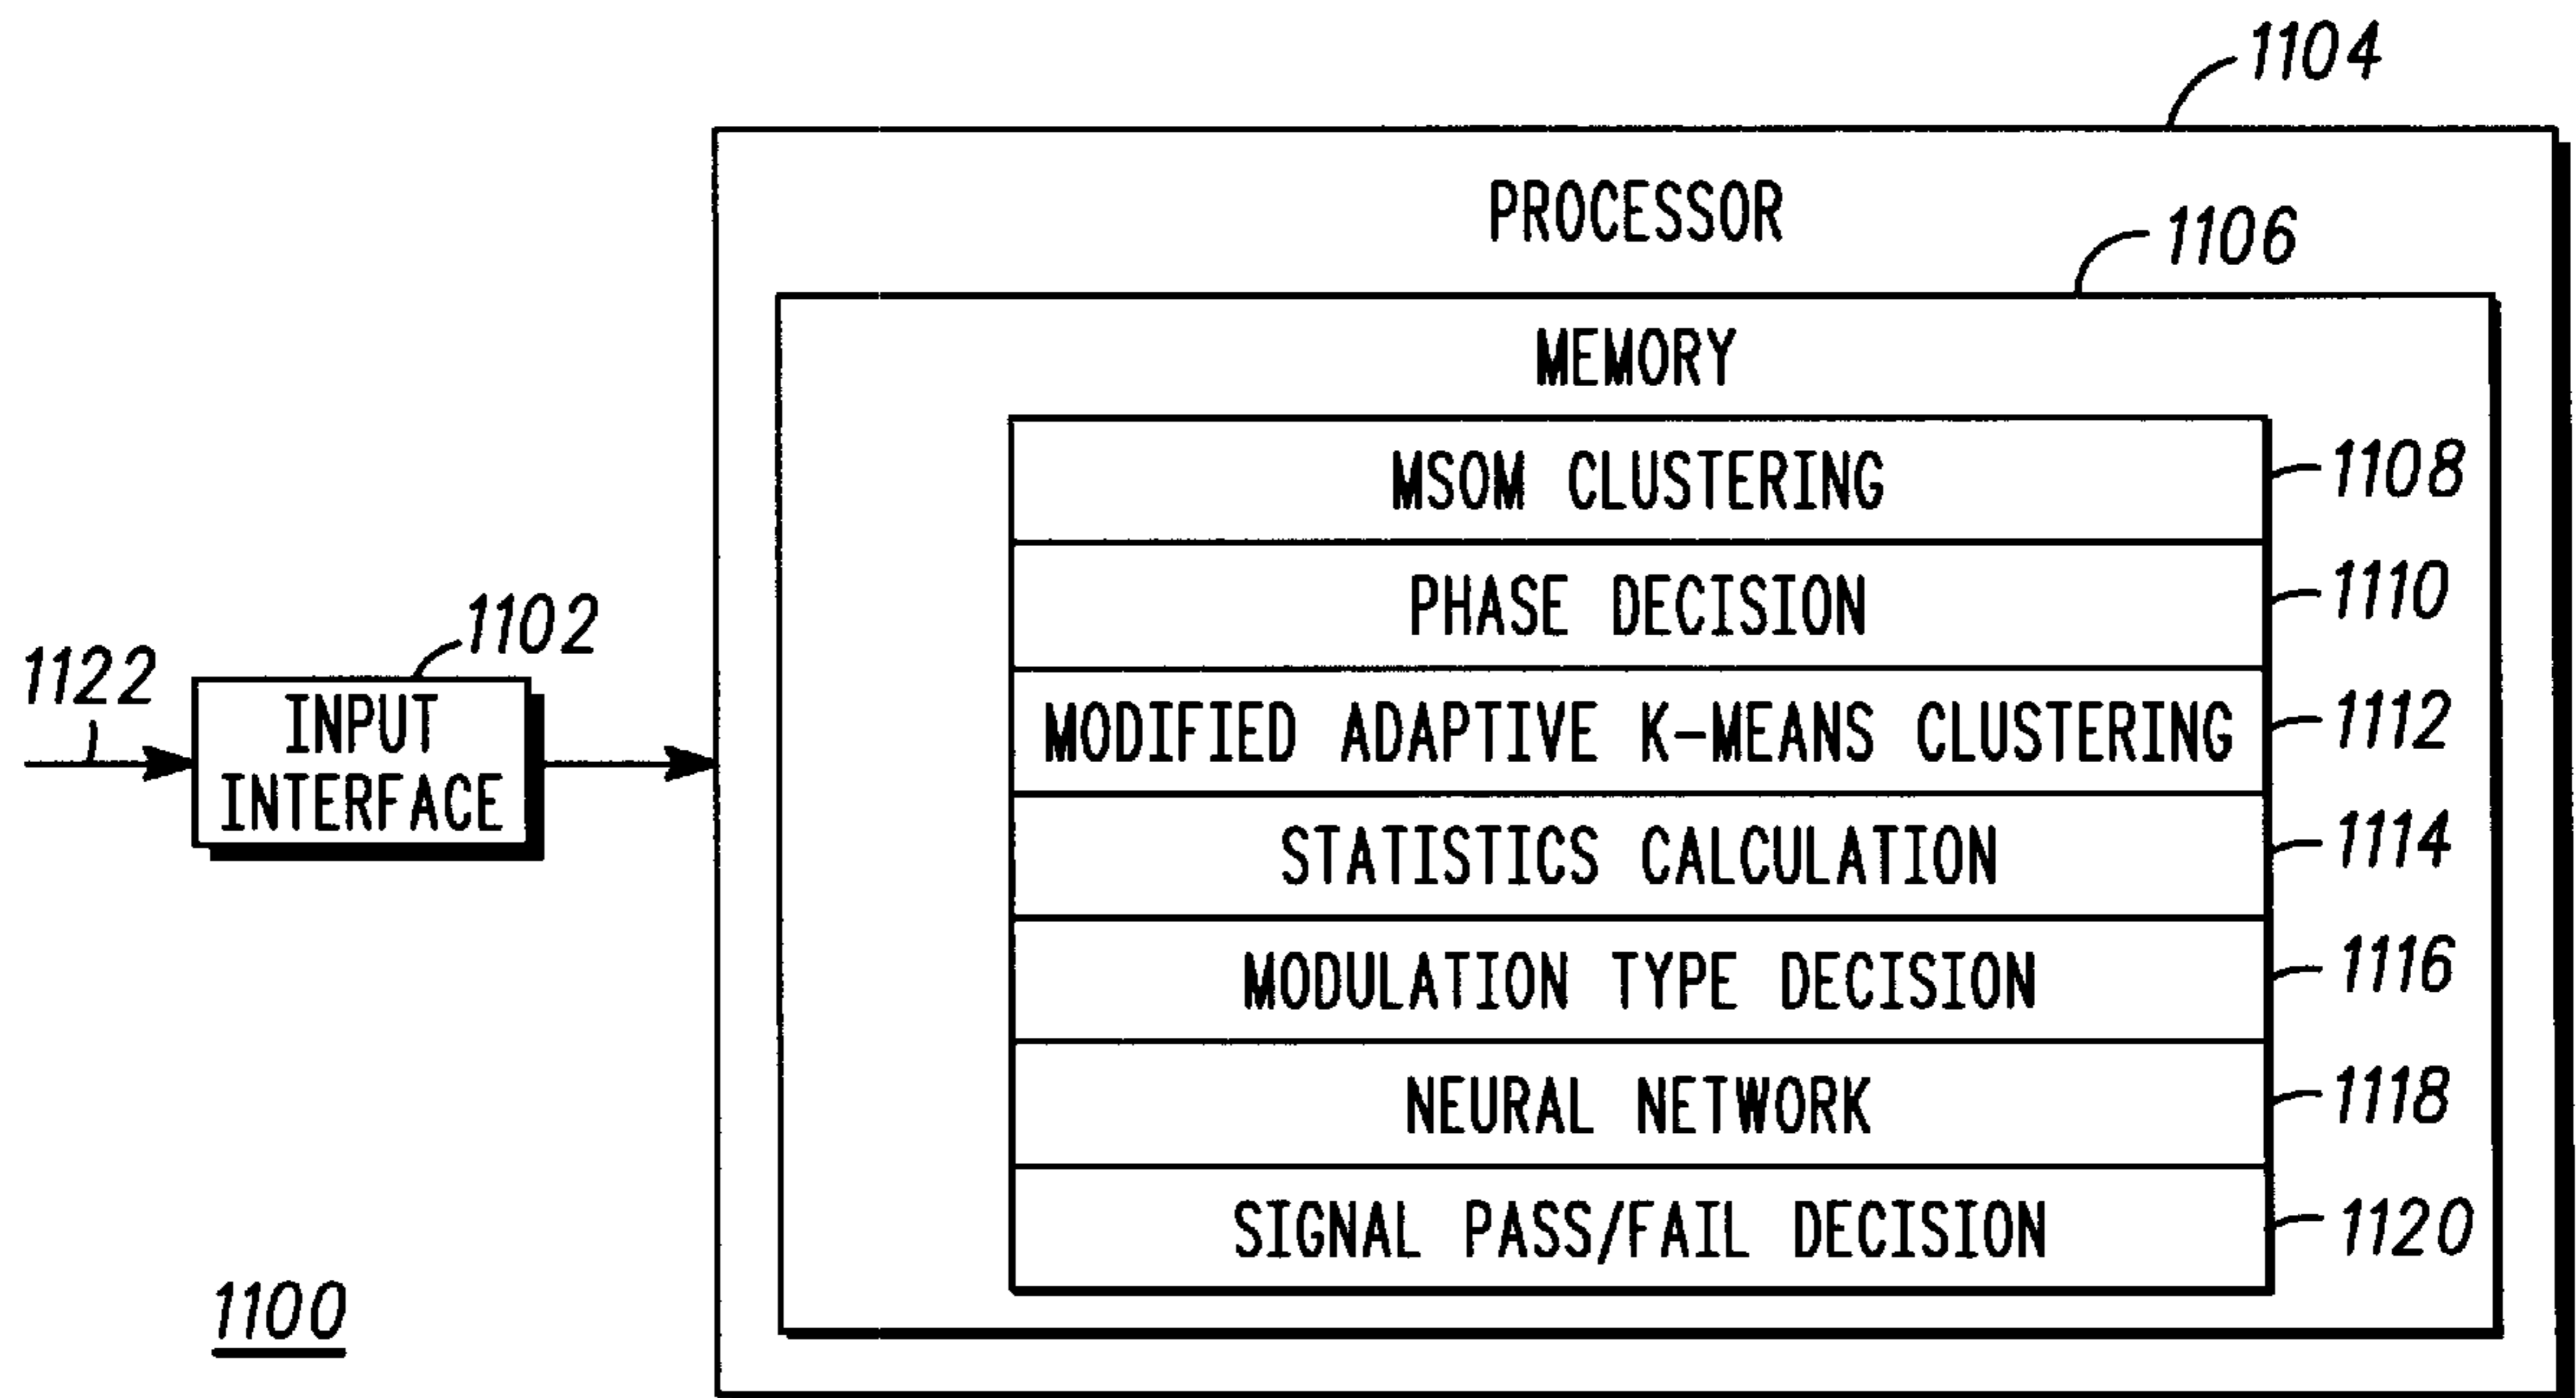 1104
PROCESSOR
1106
MEMORY
MSOM CLUSTERING
1108
PHASE DECISION
1110
MODIFIED ADAPTIVE K-MEANS CLUSTERING
1112
STATISTICS CALCULATION
1114
MODULATION TYPE DECISION
1116
NEURAL NETWORK
1118
SIGNAL PASS/FAIL DECISION
1120
1122
1102
INPUT
INTERFACE
1100